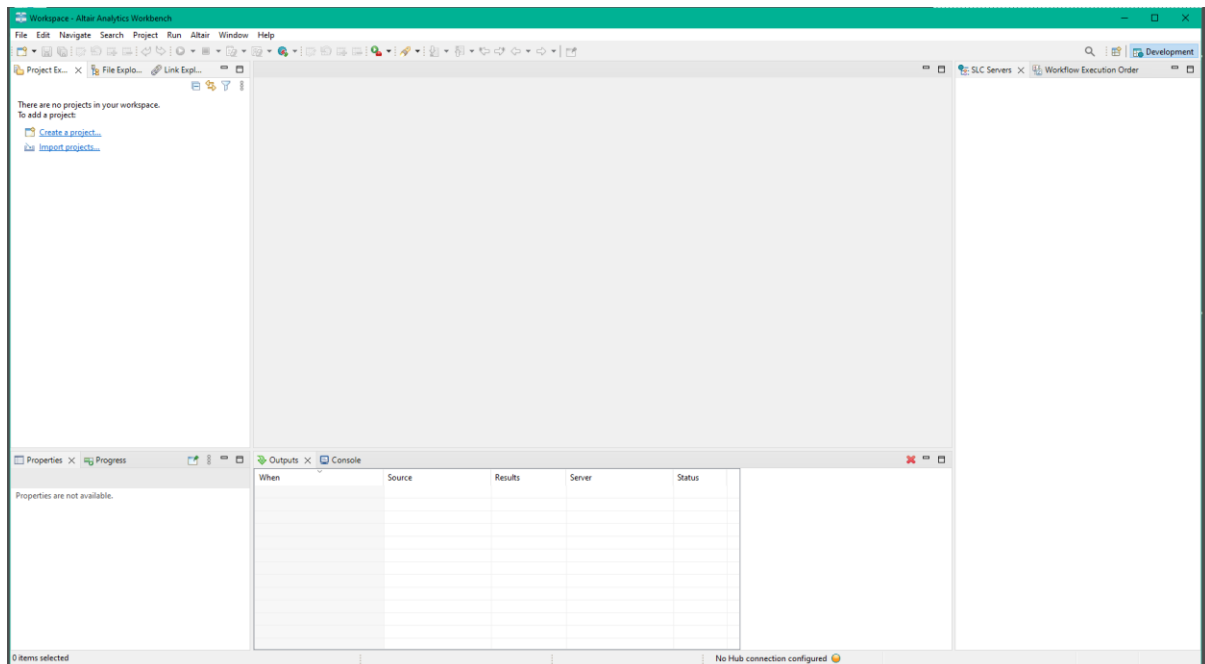 Workspace - Altair Analytics Workbench
File Edit Navigate Search Project Run Altair Window Help
Development
Project Ex... File Explo... Link Expl...
SLC Servers Workflow Execution Order
There are no projects in your workspace.
To add a project:
Create a project...
Import projects...
Properties Progress
Outputs Console
When Source Results Server Status
Properties are not available.
0 items selected
No Hub connection configured